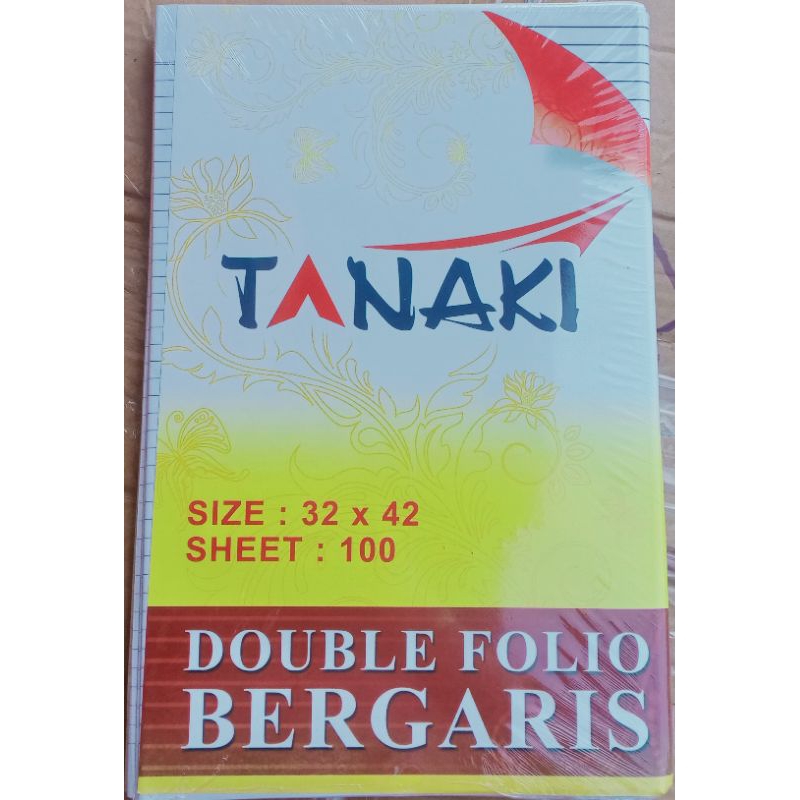 TANAKI
SIZE : 32 x 42
SHEET : 100
DOUBLE FOLIO
BERGARIS